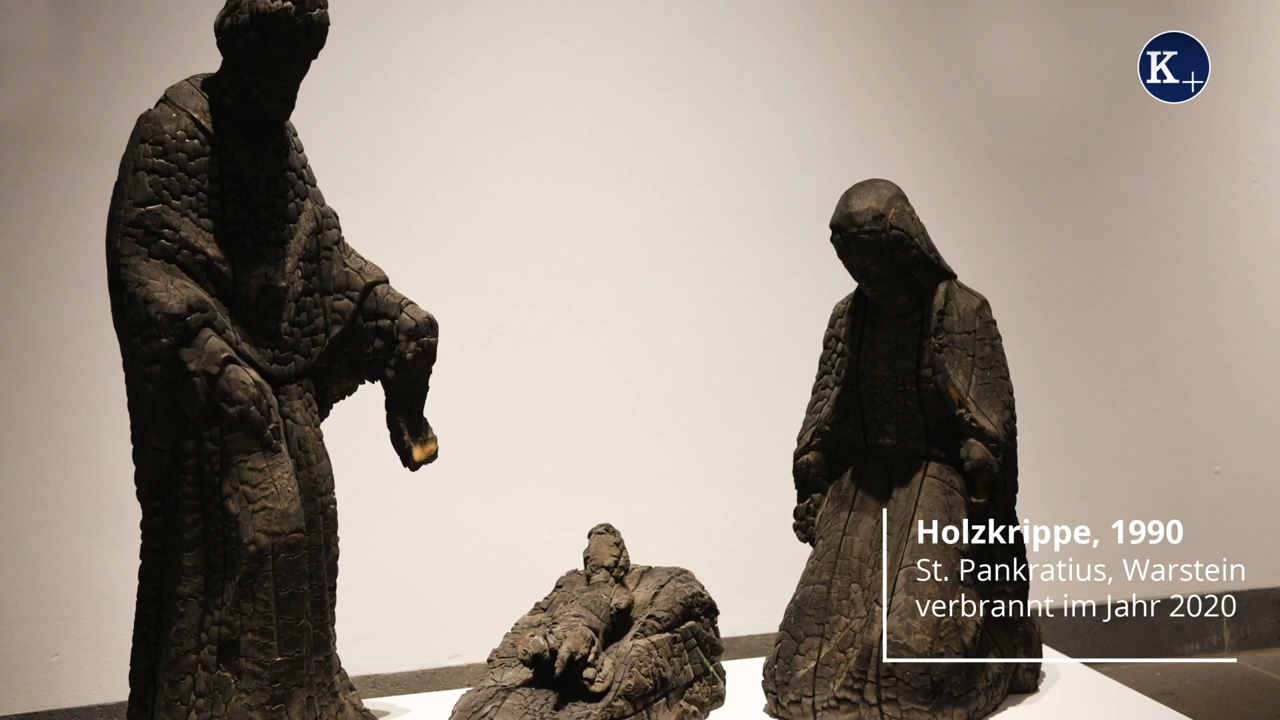 K+
Holzkrippe, 1990
St. Pankratius, Warstein
verbrannt im Jahr 2020